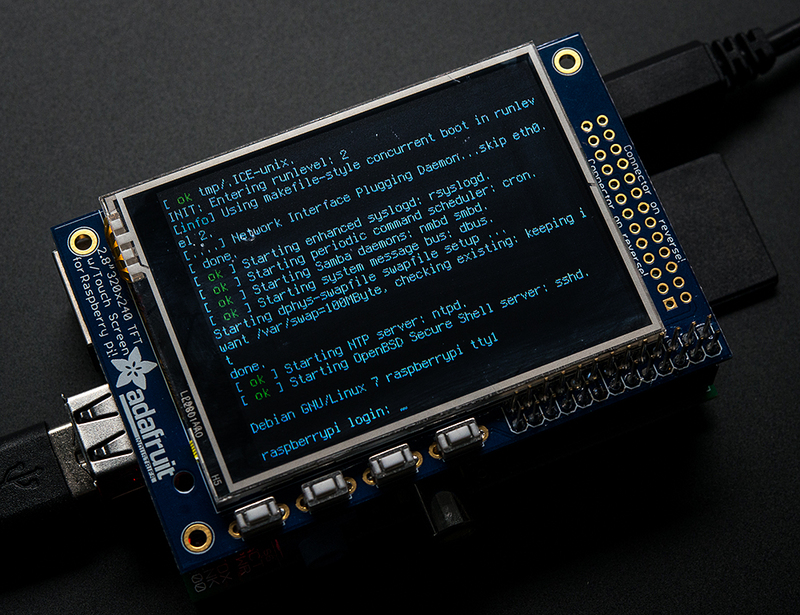 [ ok tmp/.ICE-unix.
INIT: Entering runlevel: 2
[info] Using makefile-style concurrent boot in runlev
el 2.
[...] Network Interface Plugging Daemon...skip eth0.
done.
[ ok ] Starting enhanced syslogd: rsyslogd.
[ ok ] Starting periodic command scheduler: cron.
[ ok ] Starting Samba daemons: nmbd smbd.
[ ok ] Starting system message bus: dbus.
Starting dphys-swapfile swapfile setup ...
want /var/swap=100MByte, checking existing: keeping i
t
done.
[ ok ] Starting NTP server: ntpd.
[ ok ] Starting OpenBSD Secure Shell server: sshd.
Debian GNU/Linux 7 raspberrypi tty1
raspberrypi login:
2.8" 320x240 TFT
w/Touch Screen
for Raspberry Pi!
adafruit
Connector on reverse!
Connector on reverse!